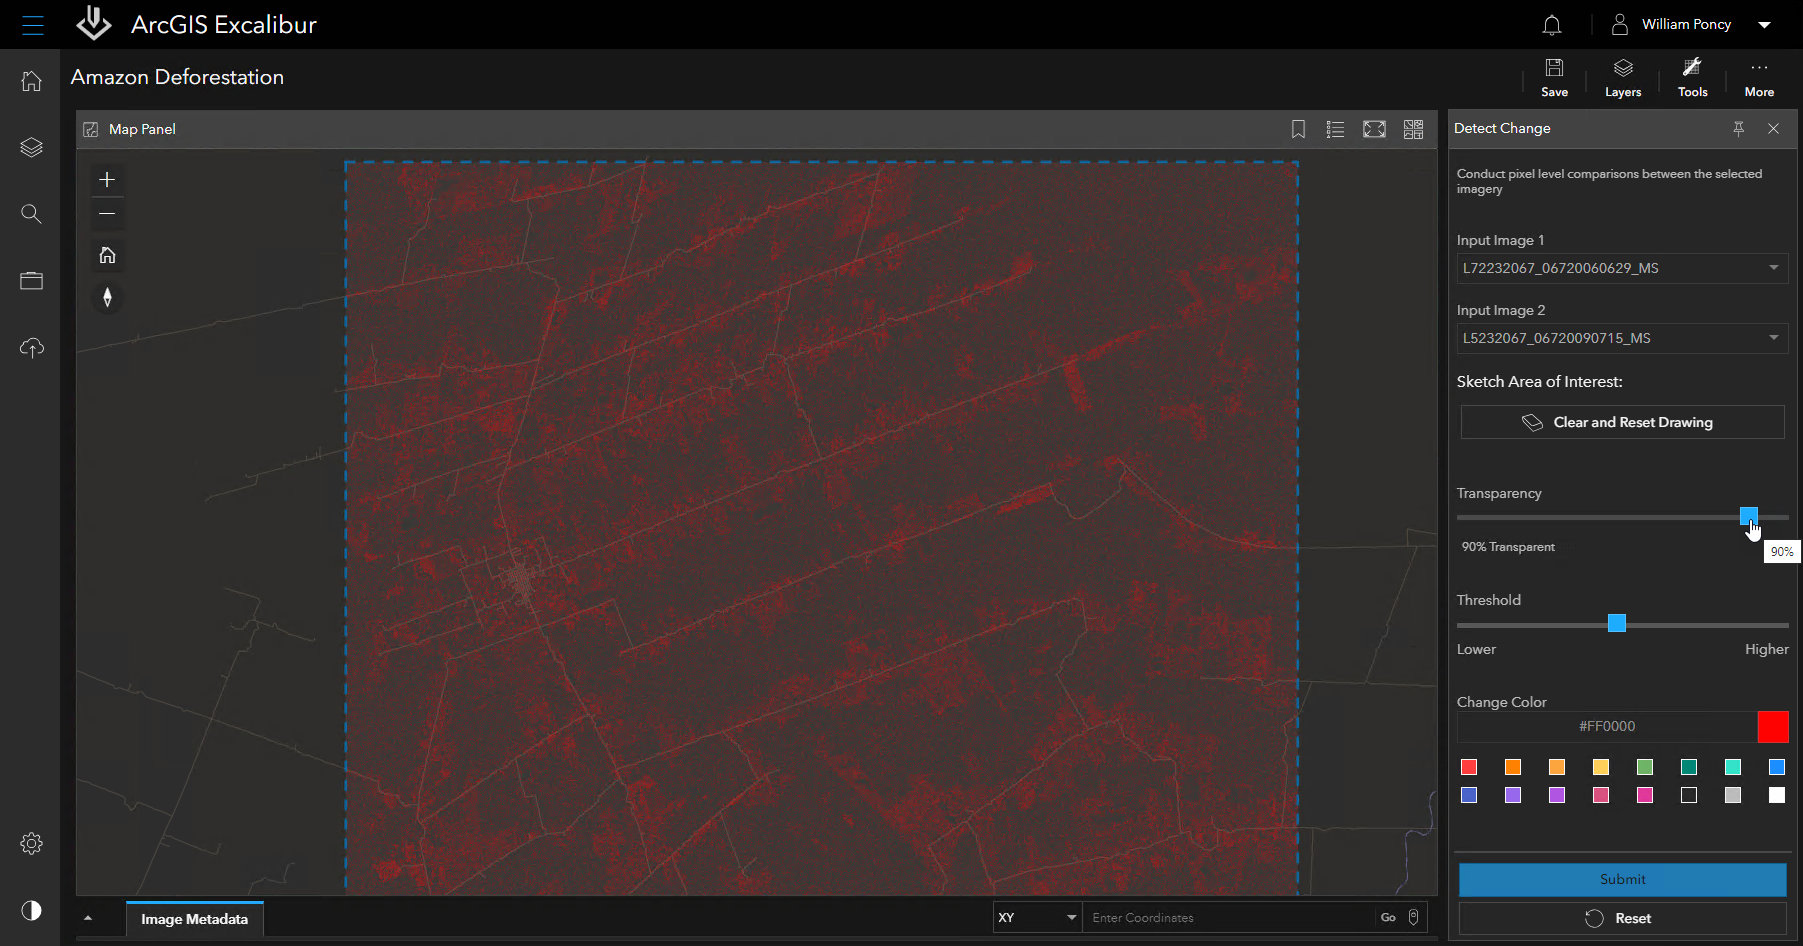 ArcGIS Excalibur
William Poncy
Amazon Deforestation
Save
Layers
Tools
More
Map Panel
Detect Change
Conduct pixel level comparisons between the selected
imagery
Input Image 1
L72232067_06720060629_MS
Input Image 2
L5232067_06720090715_MS
Sketch Area of Interest:
Clear and Reset Drawing
Transparency
90% Transparent
90%
Threshold
Lower
Higher
Change Color
#FF0000
Submit
Reset
Image Metadata
XY
Enter Coordinates
Go